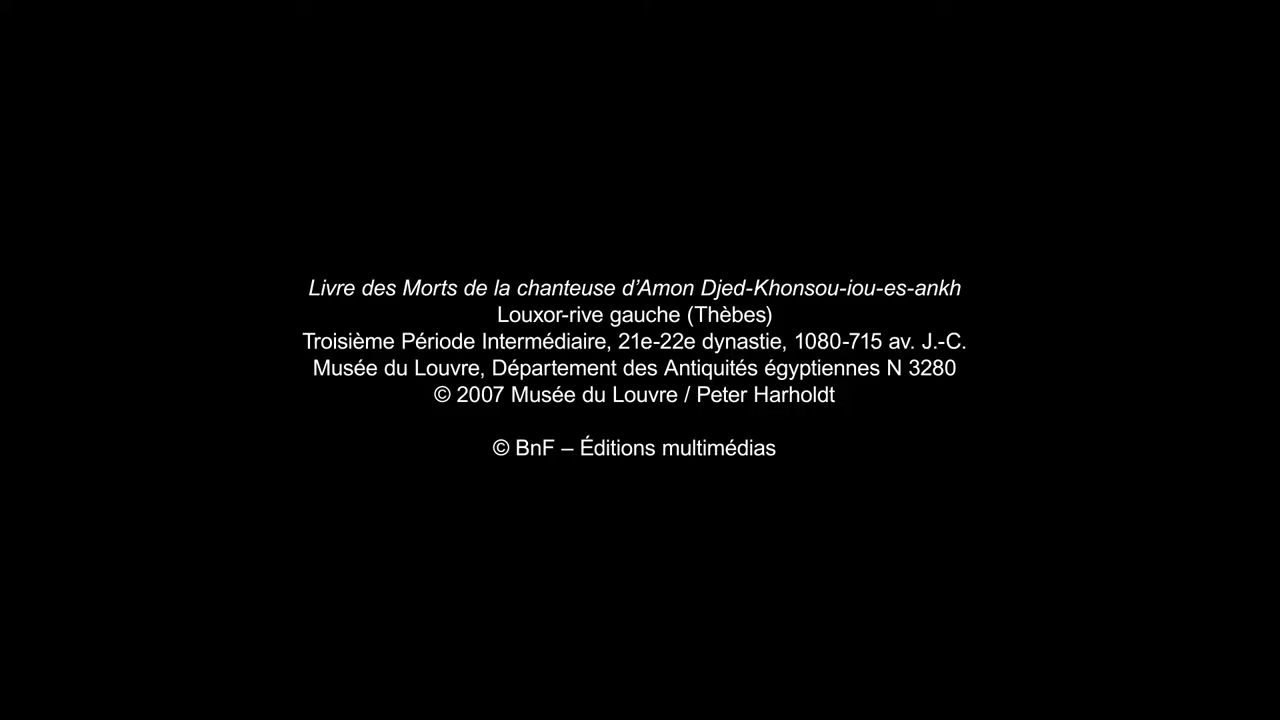 Livre des Morts de la chanteuse d’Amon Djed-Khonsou-iou-es-ankh
Louxor-rive gauche (Thèbes)
Troisième Période Intermédiaire, 21e-22e dynastie, 1080-715 av. J.-C.
Musée du Louvre, Département des Antiquités égyptiennes N 3280
© 2007 Musée du Louvre / Peter Harholdt
© BnF – Éditions multimédias